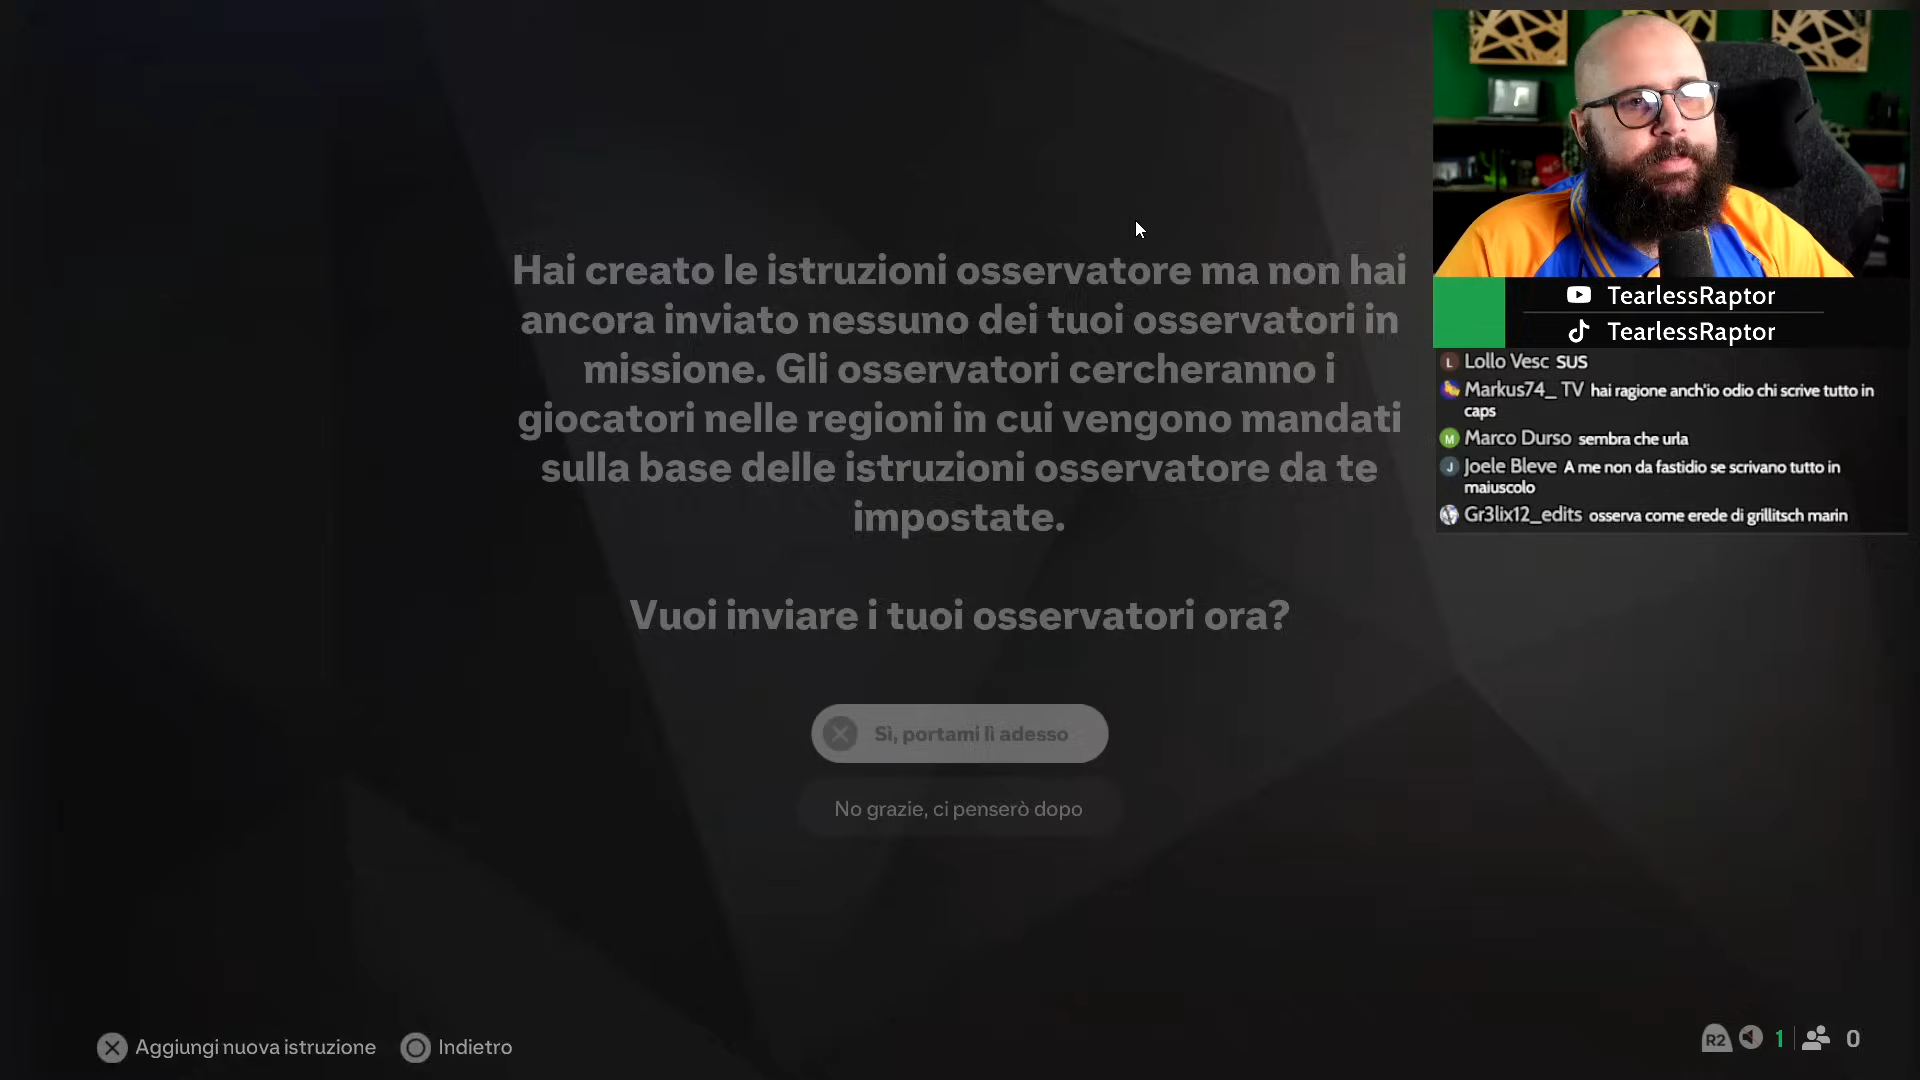 Hai creato le istruzioni osservatore ma non hai
ancora inviato nessuno dei tuoi osservatori in
missione. Gli osservatori cercheranno i
giocatori nelle regioni in cui vengono mandati
sulla base delle istruzioni osservatore da te
impostate.
Vuoi inviare i tuoi osservatori ora?
Sì, portami lì adesso
No grazie, ci penserò dopo
TearlessRaptor
TearlessRaptor
L Lollo Vesc SUS
Markus74_ TV hai ragione anch'io odio chi scrive tutto in
caps
M Marco Durso sembra che urla
J Joele Bleve A me non da fastidio se scrivano tutto in
maiuscolo
Gr3lix12_edits osserva come erede di grillitsch marin
Aggiungi nuova istruzione
Indietro
R2 1 0